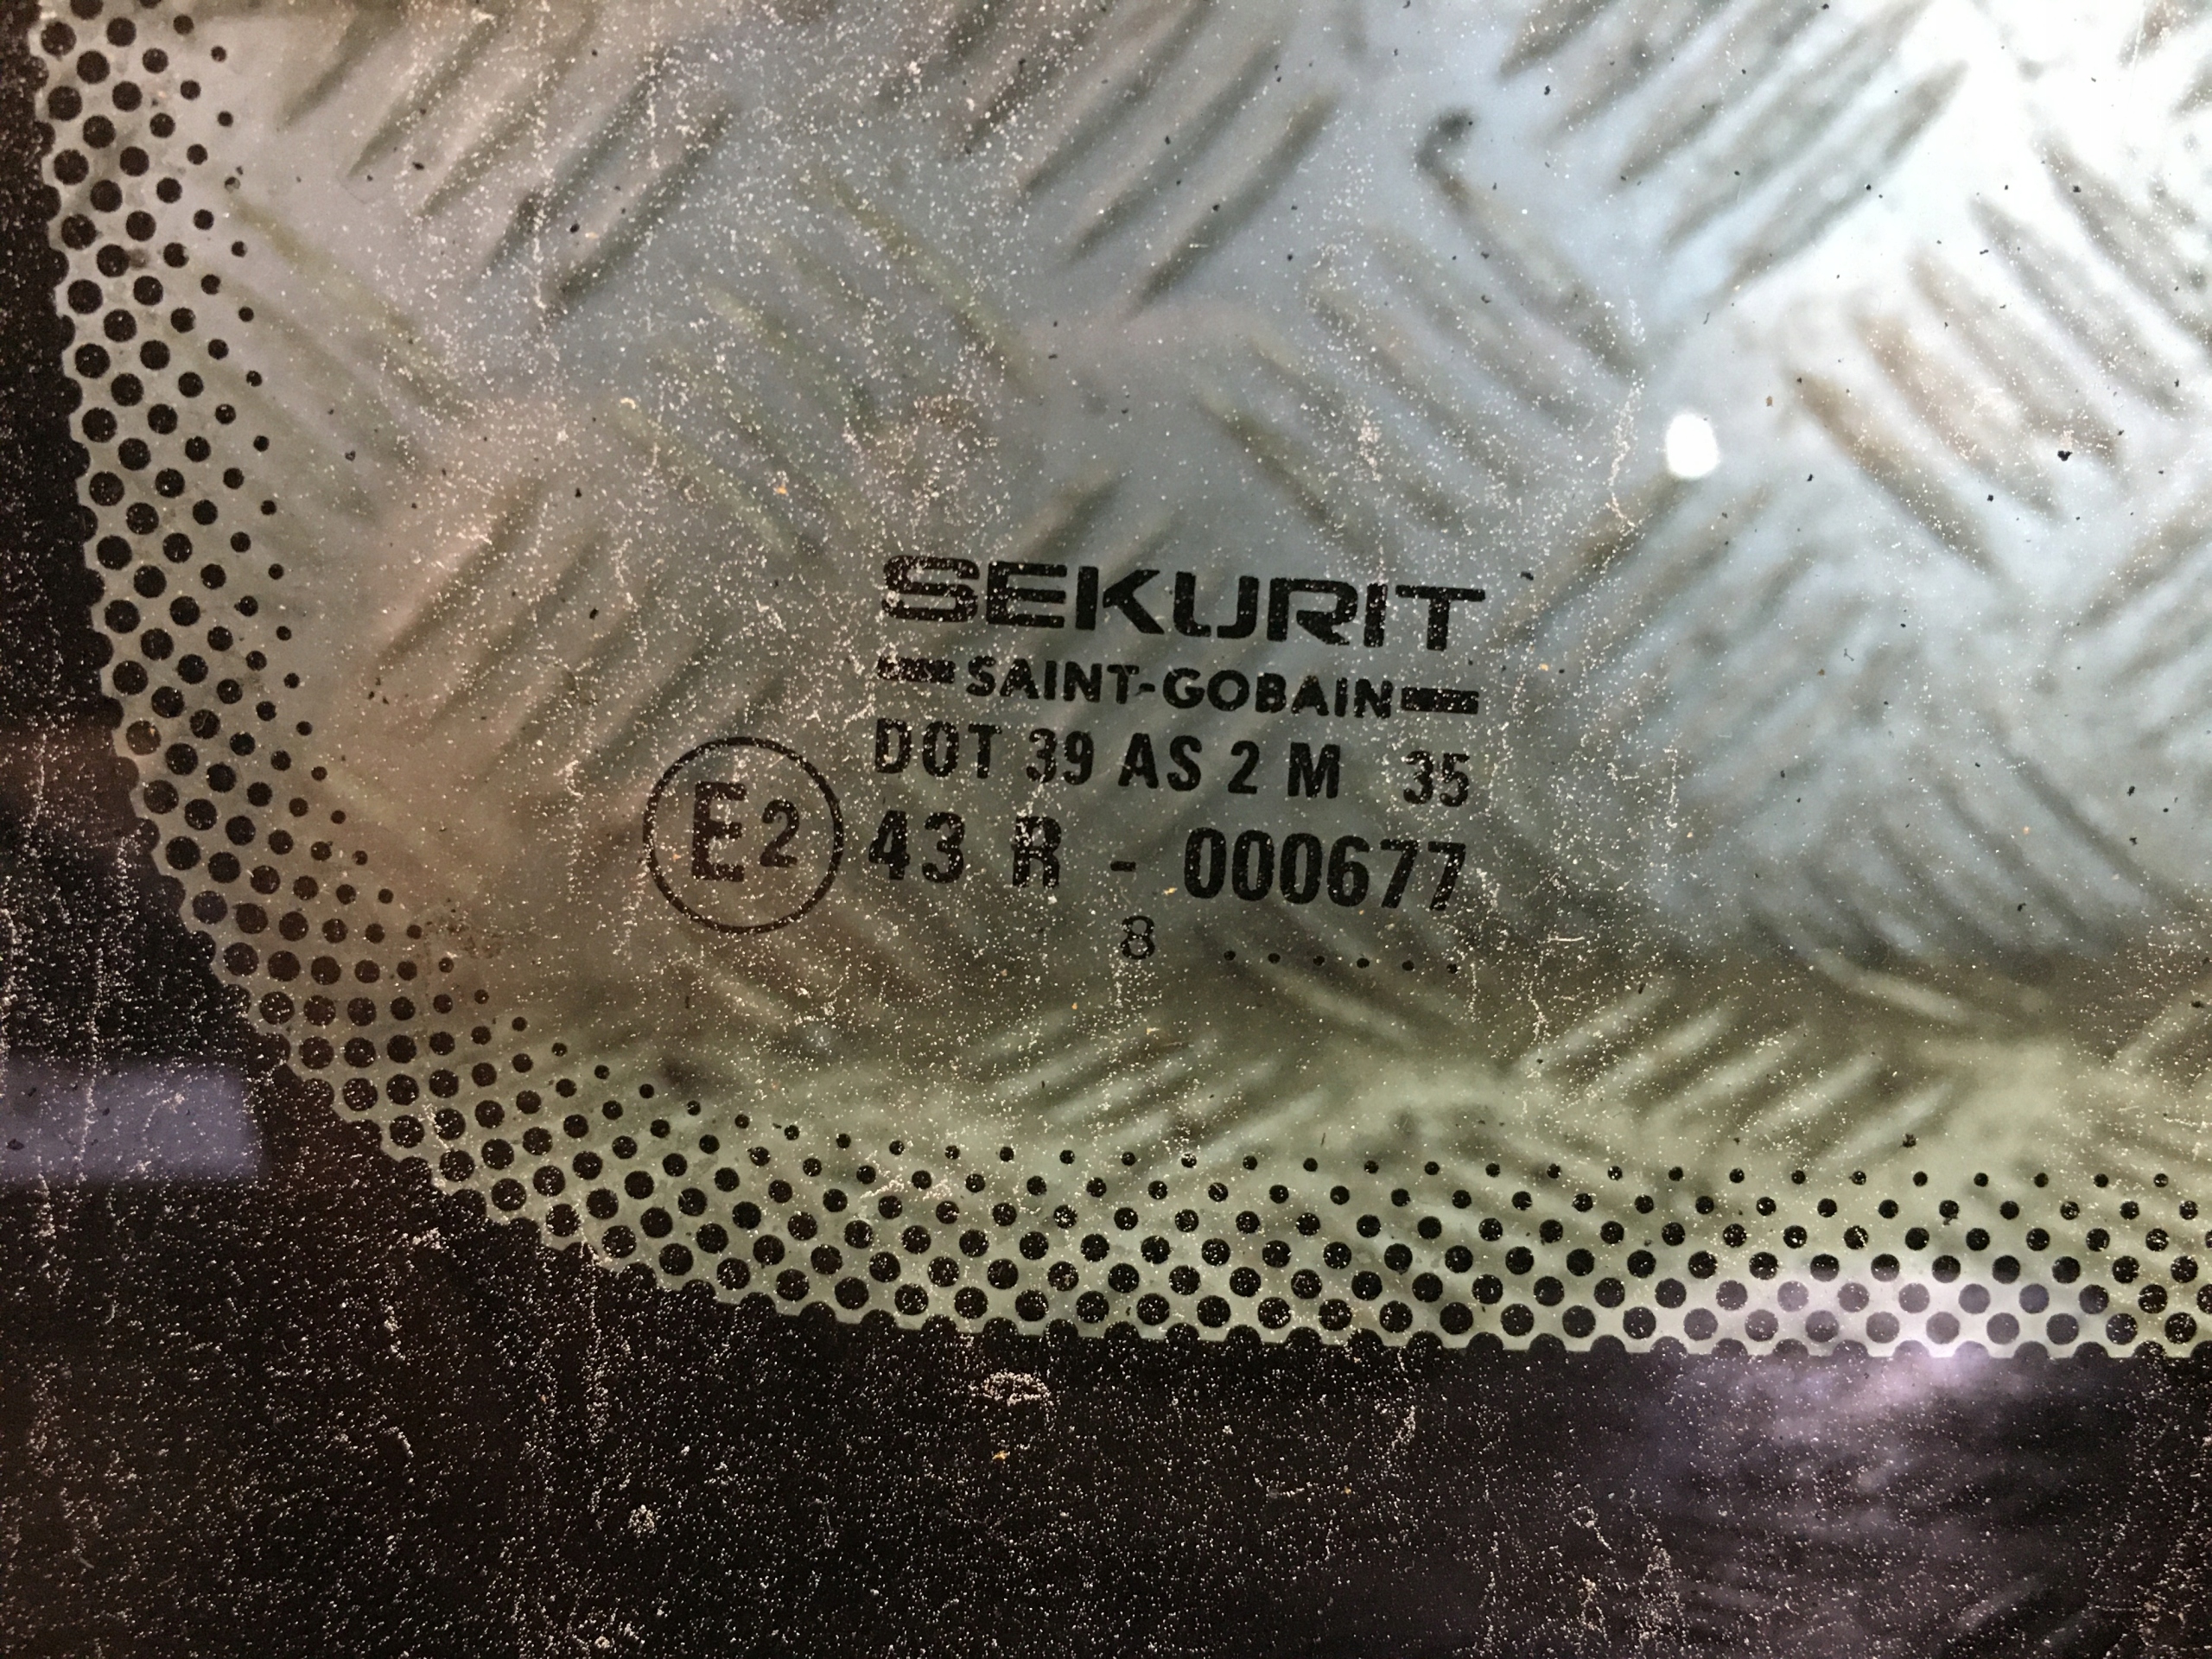 SEKURIT
SAINT-GOBAIN
DOT 39 AS 2 M 35
E2 43 R - 000677
8 . . . . . .